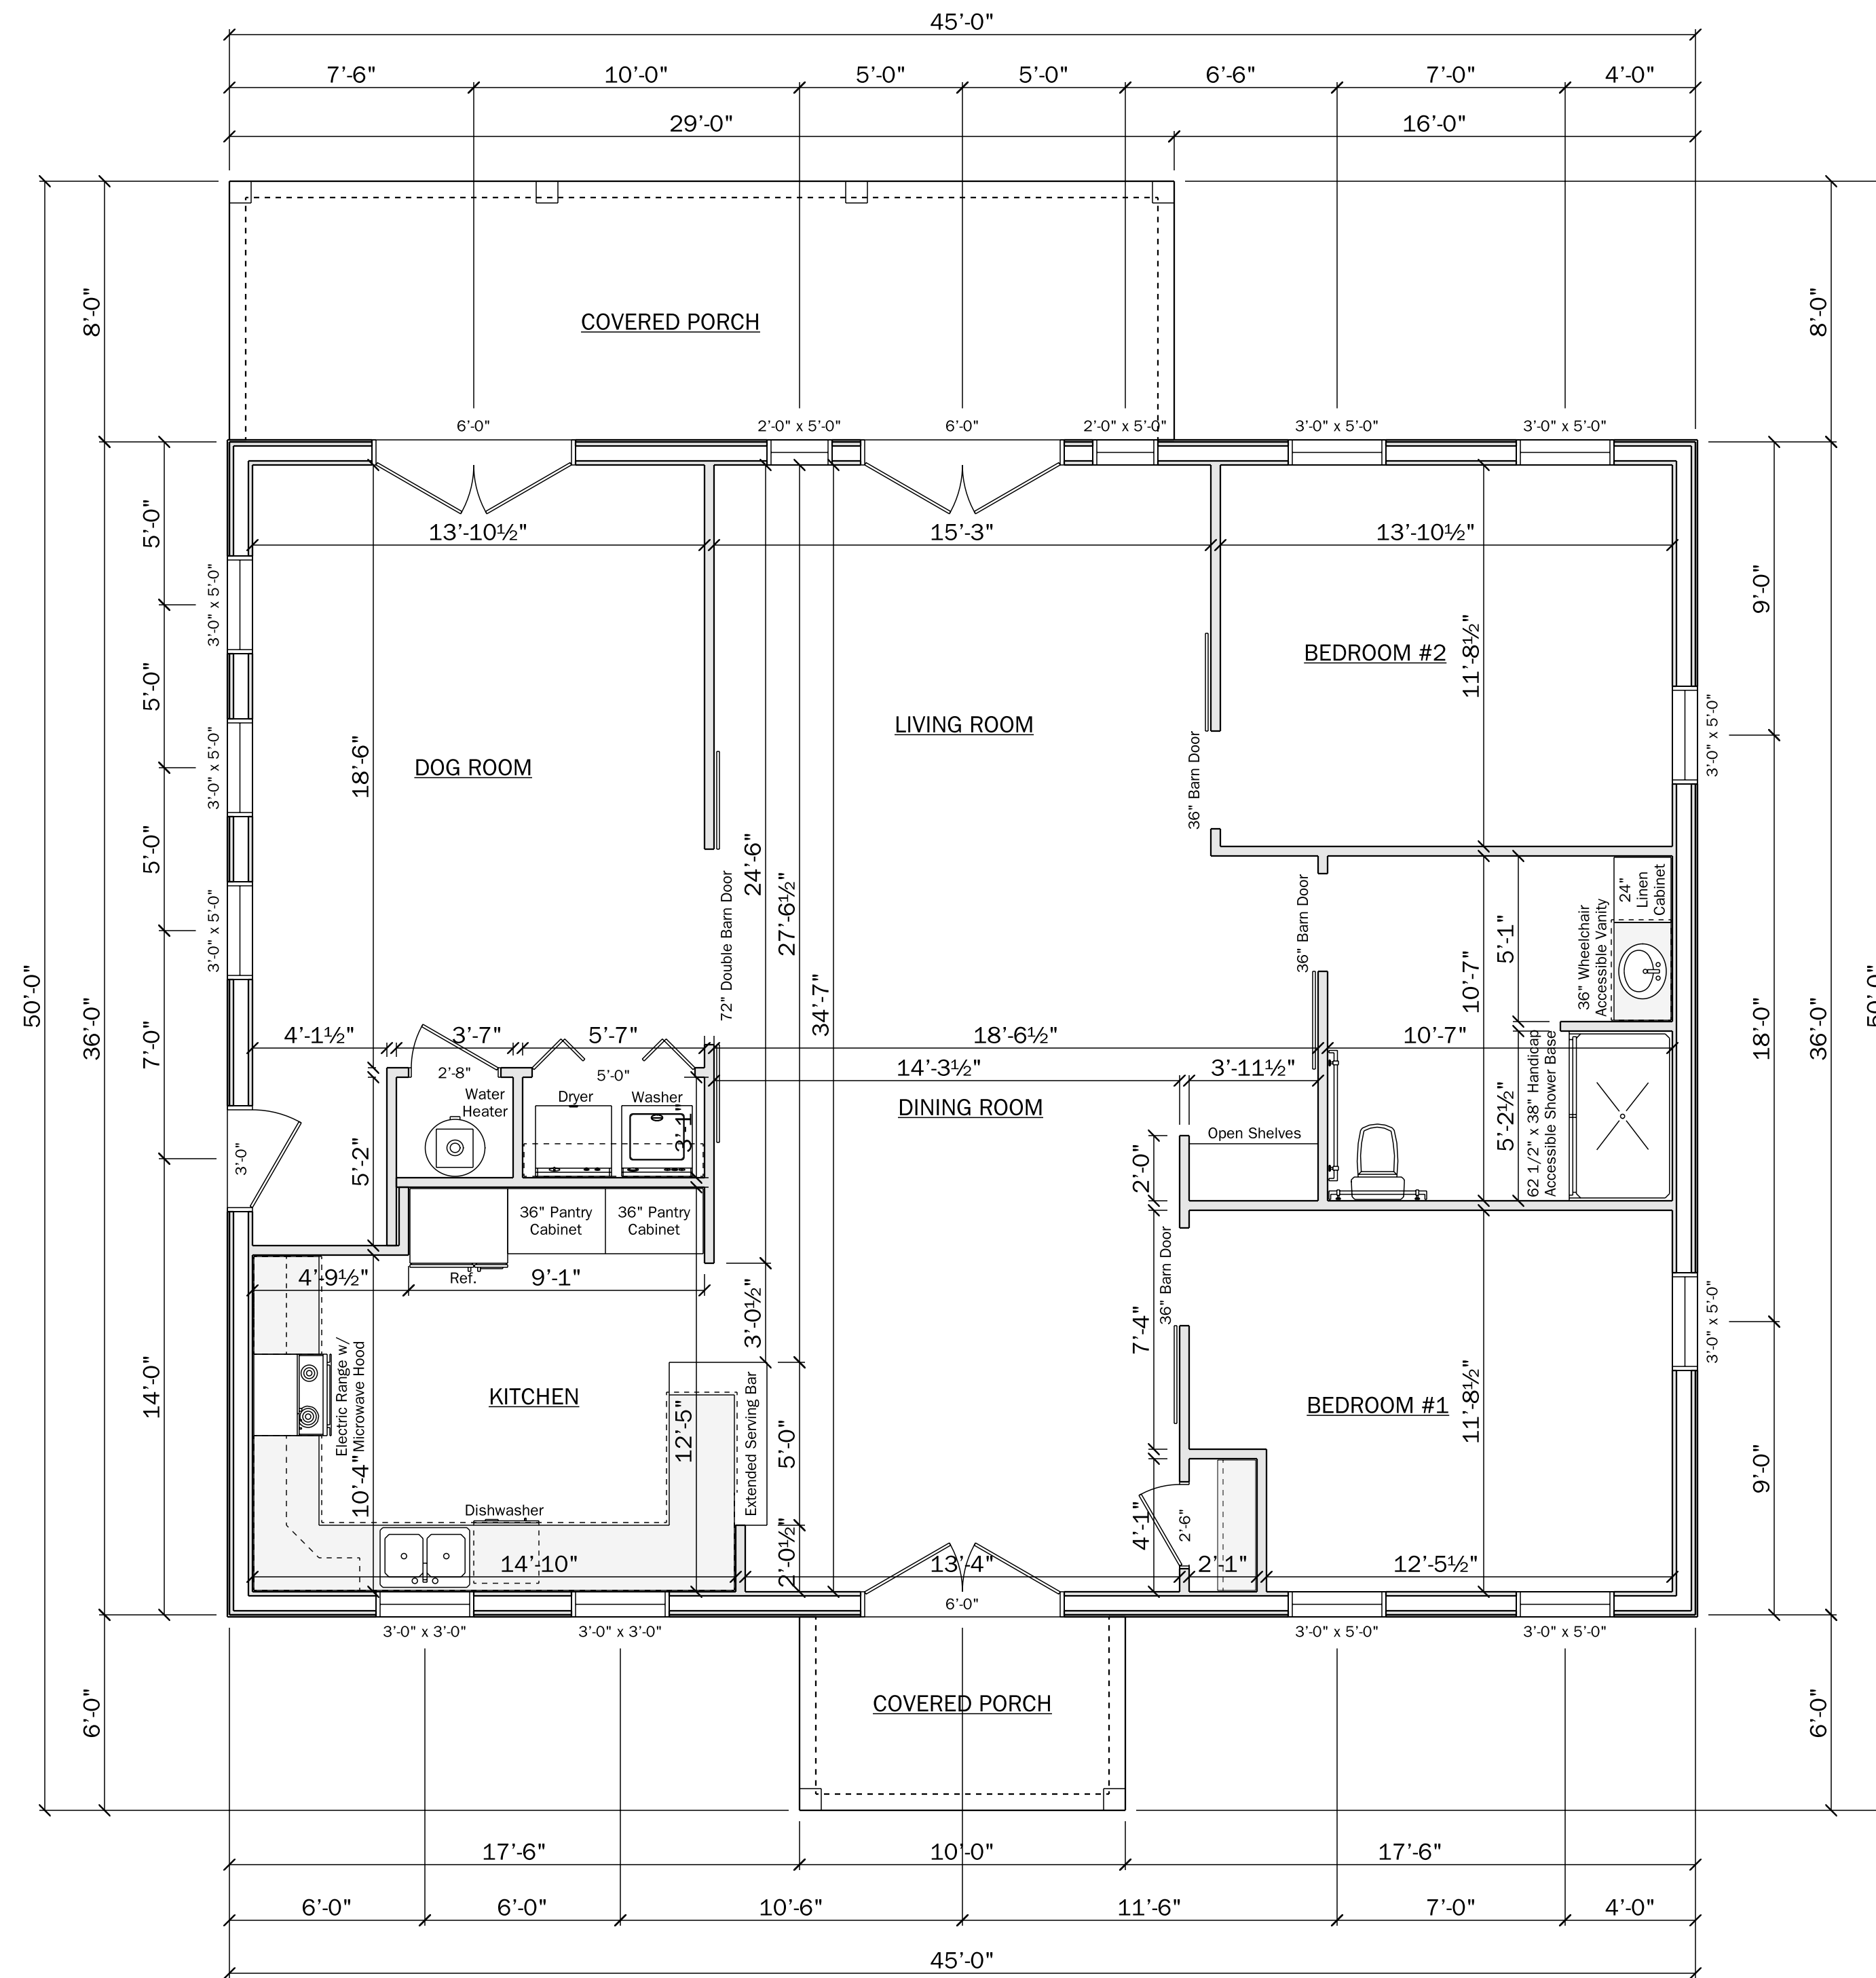 45'-0"
7'-6" 10'-0" 5'-0" 5'-0" 6'-6" 7'-0" 4'-0"
29'-0" 16'-0"
8'-0"
COVERED PORCH
8'-0"
6'-0" 2'-0" x 5'-0" 6'-0" 2'-0" x 5'-0" 3'-0" x 5'-0" 3'-0" x 5'-0"
5'-0"
13'-10½" 15'-3" 13'-10½"
3'-0" x 5'-0"
9'-0"
BEDROOM #2
11'-8½"
5'-0"
LIVING ROOM
3'-0" x 5'-0"
DOG ROOM
18'-6"
3'-0" x 5'-0"
36" Barn Door
5'-0"
24'-6"
27'-6½"
34'-7"
72" Double Barn Door
3'-0" x 5'-0"
36" Barn Door
24"
Linen
Cabinet
36" Wheelchair
Accessible Vanity
5'-1"
10'-7"
50'-0"
36'-0"
7'-0"
18'-0"
36'-0"
50'-0"
4'-1½" 3'-7" 5'-7" 18'-6½" 10'-7"
2'-8" 5'-0" 14'-3½" 3'-11½"
Water
Heater
Dryer Washer
DINING ROOM
3'-1"
5'-2½"
62 1/2" x 38" Handicap
Accessible Shower Base
Open Shelves
3'-0"
5'-2"
2'-0"
36" Pantry
Cabinet
36" Pantry
Cabinet
Ref.
4'-9½" 9'-1"
36" Barn Door
3'-0½"
7'-4"
3'-0" x 5'-0"
14'-0"
Electric Range w/
Microwave Hood
KITCHEN
12'-5"
Extended Serving Bar
5'-0"
BEDROOM #1
11'-8½"
9'-0"
10'-4"
Dishwasher
4'-1"
2'-6"
2'-0½"
14'-10" 13'-4" 2'-1" 12'-5½"
6'-0"
3'-0" x 3'-0" 3'-0" x 3'-0" 3'-0" x 5'-0" 3'-0" x 5'-0"
6'-0"
COVERED PORCH
6'-0"
17'-6" 10'-0" 17'-6"
6'-0" 6'-0" 10'-6" 11'-6" 7'-0" 4'-0"
45'-0"